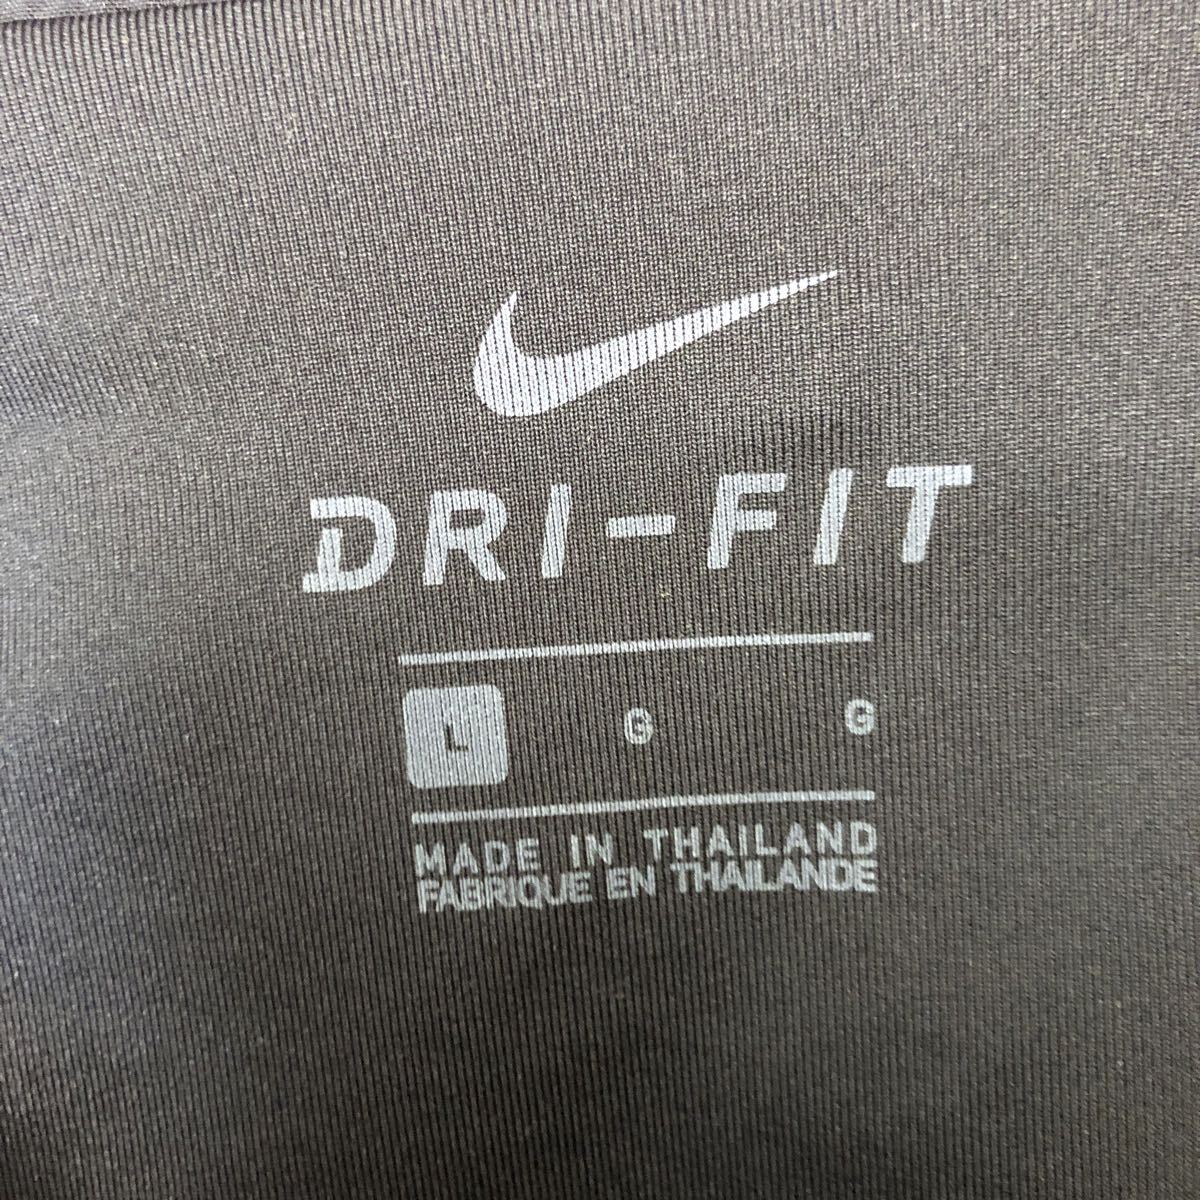 DRI-FIT
L G G
MADE IN THAILAND
FABRIQUE EN THAILANDE